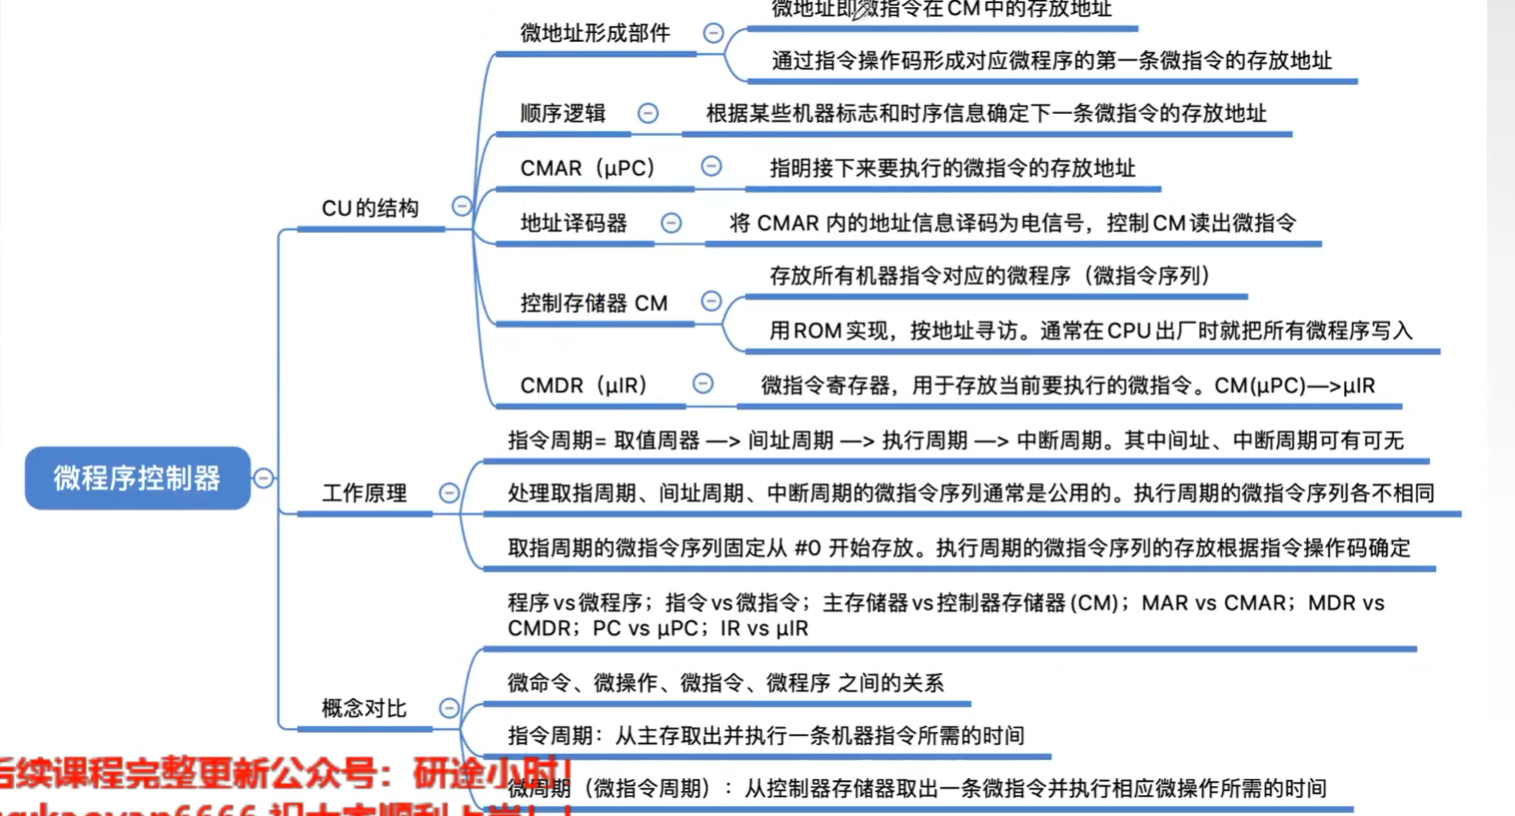 微地址即微指令在CM中的存放地址
微地址形成部件
通过指令操作码形成对应微程序的第一条微指令的存放地址
顺序逻辑
根据某些机器标志和时序信息确定下一条微指令的存放地址
CMAR（μPC）
指明接下来要执行的微指令的存放地址
CU的结构
地址译码器
将 CMAR 内的地址信息译码为电信号，控制CM读出微指令
存放所有机器指令对应的微程序（微指令序列）
控制存储器 CM
用ROM实现，按地址寻访。通常在CPU出厂时就把所有微程序写入
CMDR（μIR）
微指令寄存器，用于存放当前要执行的微指令。CM(μPC)—>μIR
微程序控制器
指令周期= 取值周器 —> 间址周期 —> 执行周期 —> 中断周期。其中间址、中断周期可有可无
工作原理
处理取指周期、间址周期、中断周期的微指令序列通常是公用的。执行周期的微指令序列各不相同
取指周期的微指令序列固定从 #0 开始存放。执行周期的微指令序列的存放根据指令操作码确定
程序vs微程序；指令vs微指令；主存储器vs控制器存储器(CM)；MAR vs CMAR；MDR vs
CMDR；PC vs μPC；IR vs μIR
微命令、微操作、微指令、微程序 之间的关系
概念对比
指令周期：从主存取出并执行一条机器指令所需的时间
后续课程完整更新公众号：研途小时！
微周期（微指令周期）：从控制器存储器取出一条微指令并执行相应微操作所需的时间